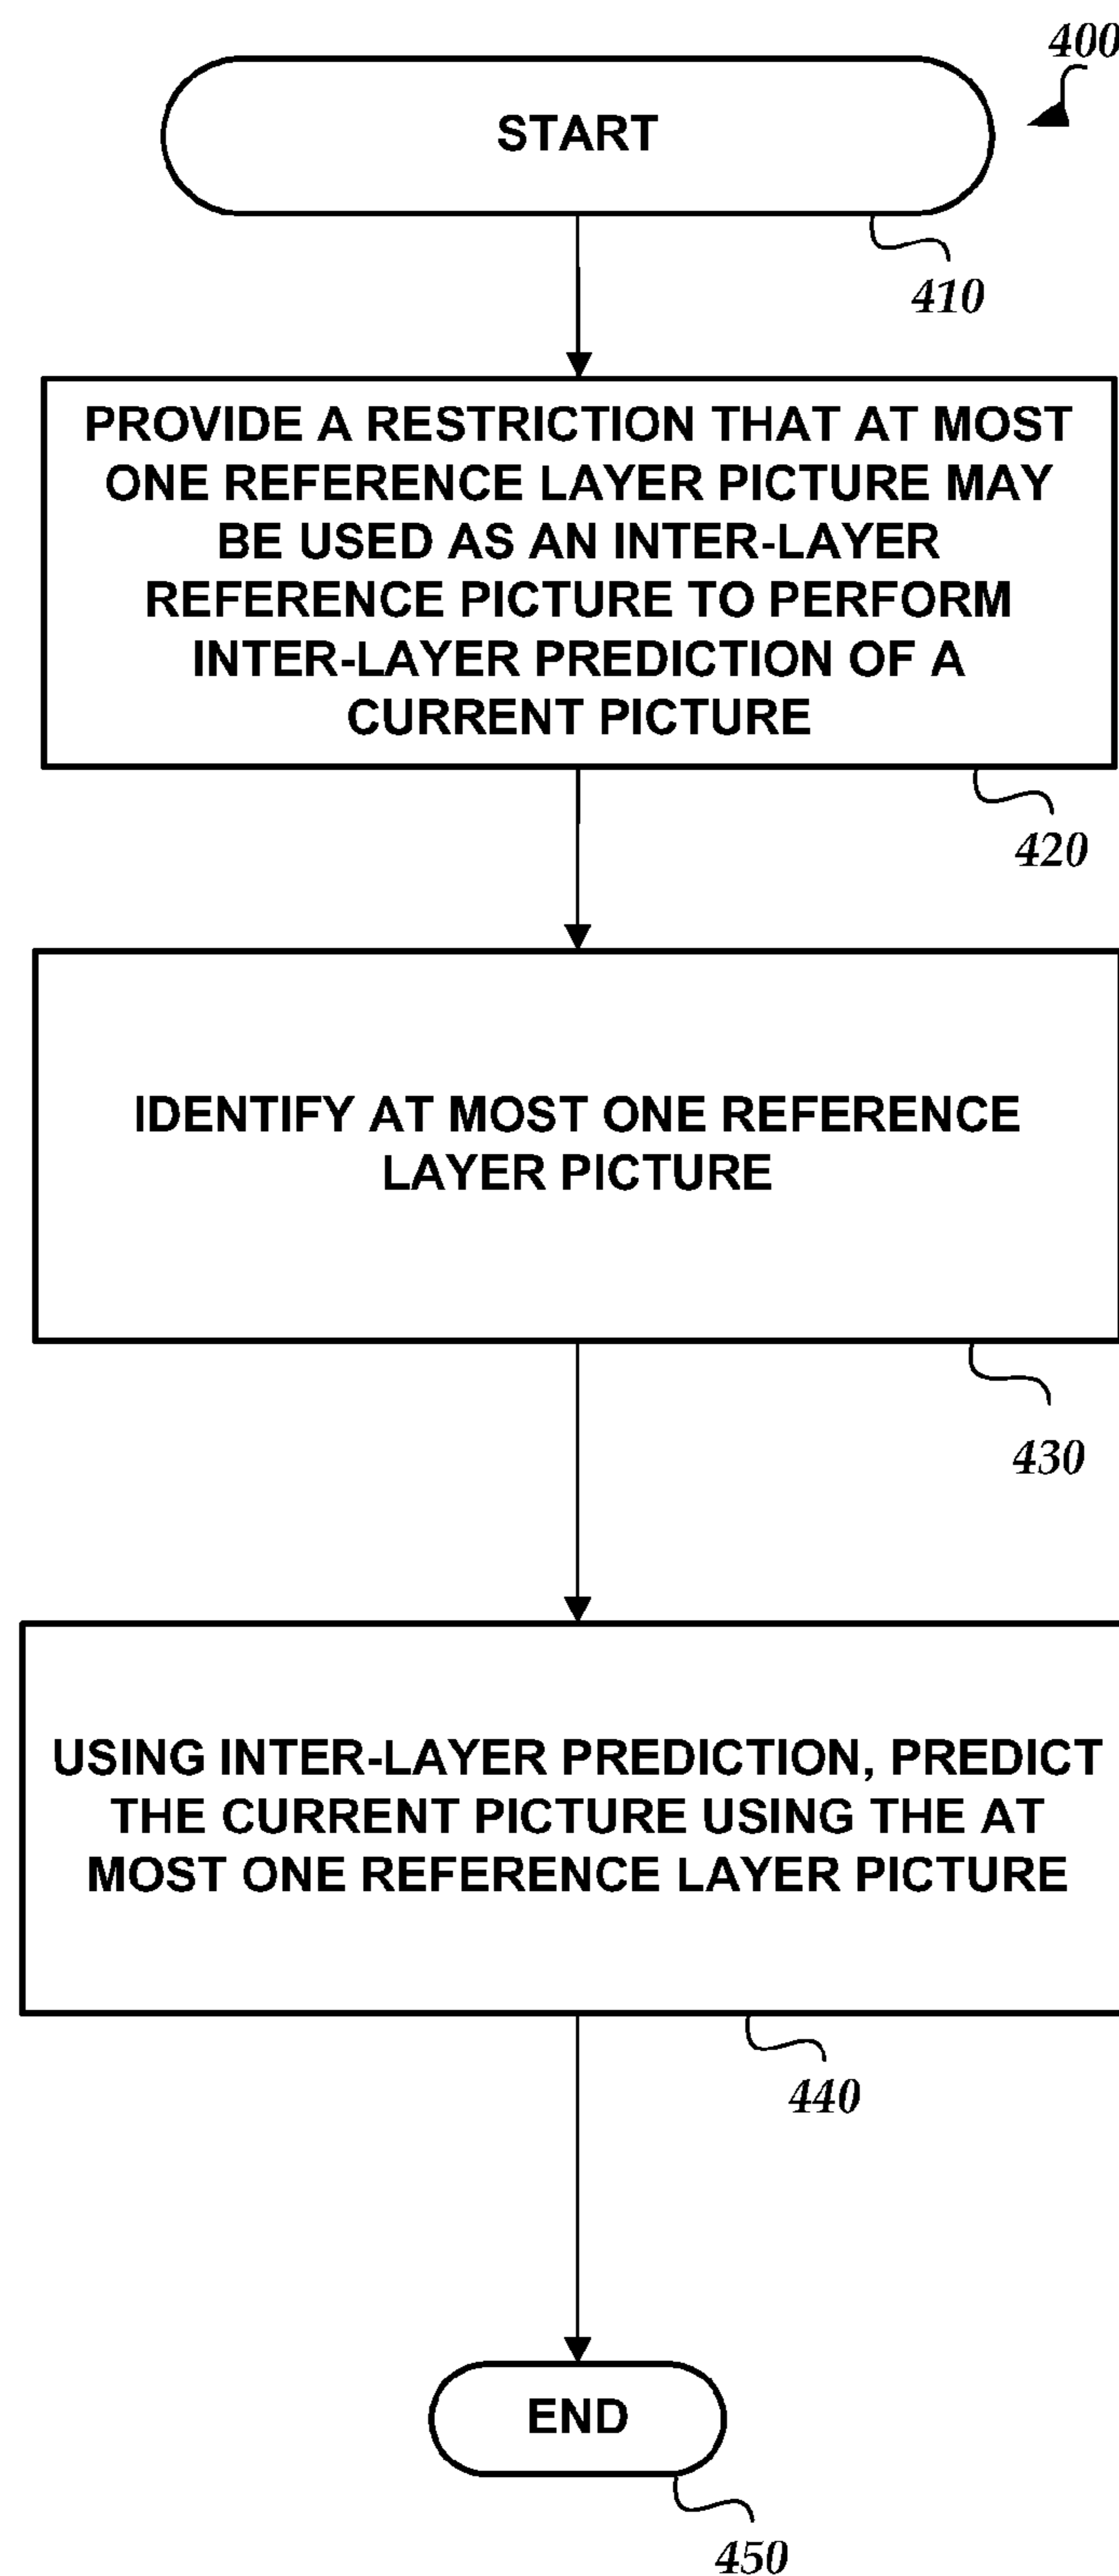 400
START
410
PROVIDE A RESTRICTION THAT AT MOST
ONE REFERENCE LAYER PICTURE MAY
BE USED AS AN INTER-LAYER
REFERENCE PICTURE TO PERFORM
INTER-LAYER PREDICTION OF A
CURRENT PICTURE
420
IDENTIFY AT MOST ONE REFERENCE
LAYER PICTURE
430
USING INTER-LAYER PREDICTION, PREDICT
THE CURRENT PICTURE USING THE AT
MOST ONE REFERENCE LAYER PICTURE
440
END
450